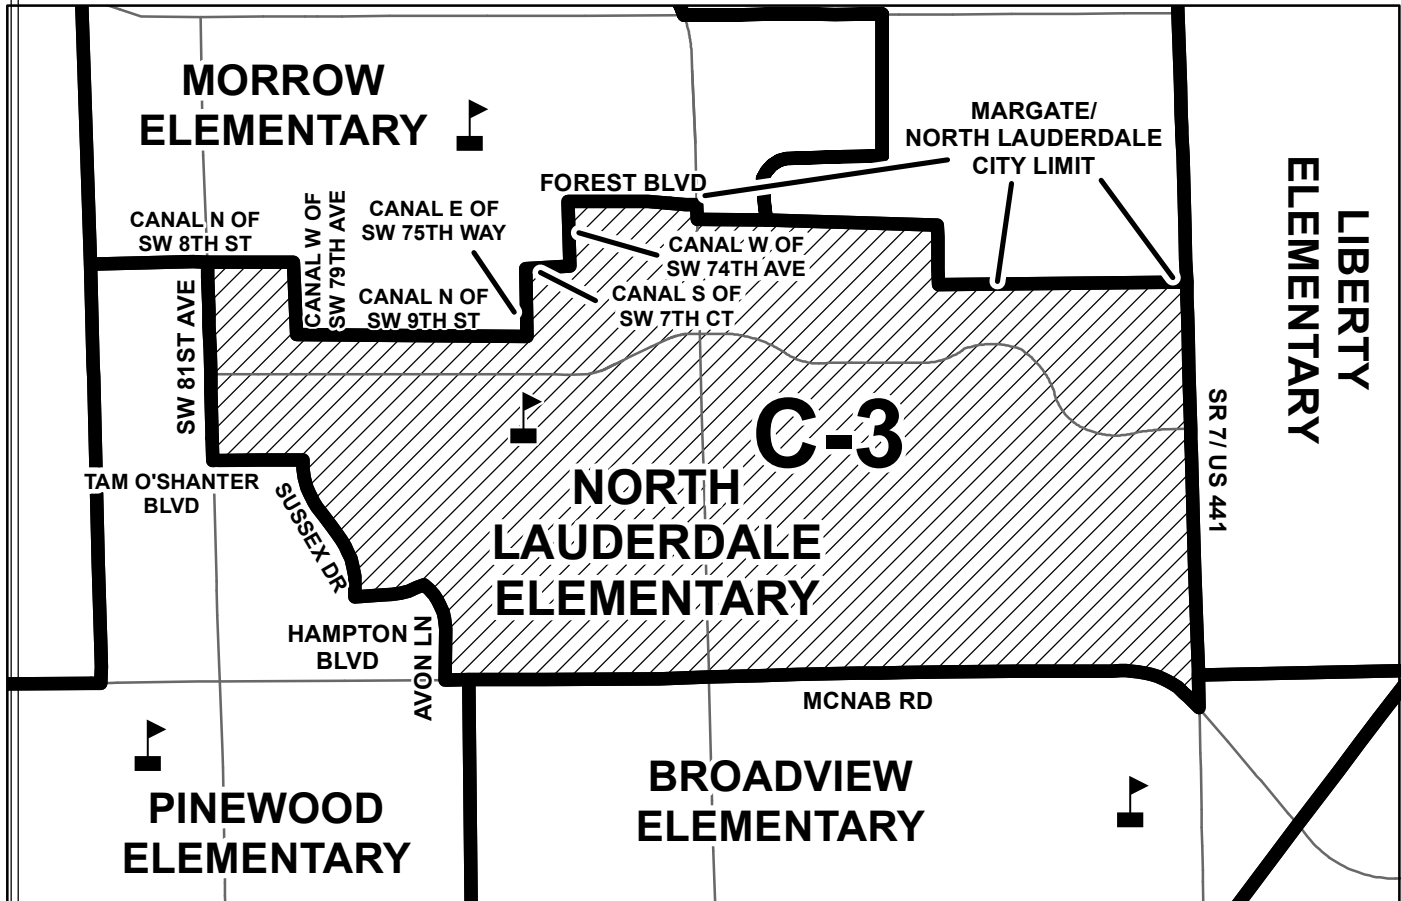 MORROW
ELEMENTARY
MARGATE/
NORTH LAUDERDALE
CITY LIMIT
LIBERTY
ELEMENTARY
FOREST BLVD
CANAL N OF
SW 8TH ST
CANAL W OF
SW 79TH AVE
CANAL E OF
SW 75TH WAY
CANAL W OF
SW 74TH AVE
CANAL N OF
SW 9TH ST
CANAL S OF
SW 7TH CT
SW 81ST AVE
C-3
SR 7/ US 441
NORTH
LAUDERDALE
ELEMENTARY
TAM O'SHANTER
BLVD
SUSSEX DR
HAMPTON
BLVD
AVON LN
MCNAB RD
PINEWOOD
ELEMENTARY
BROADVIEW
ELEMENTARY